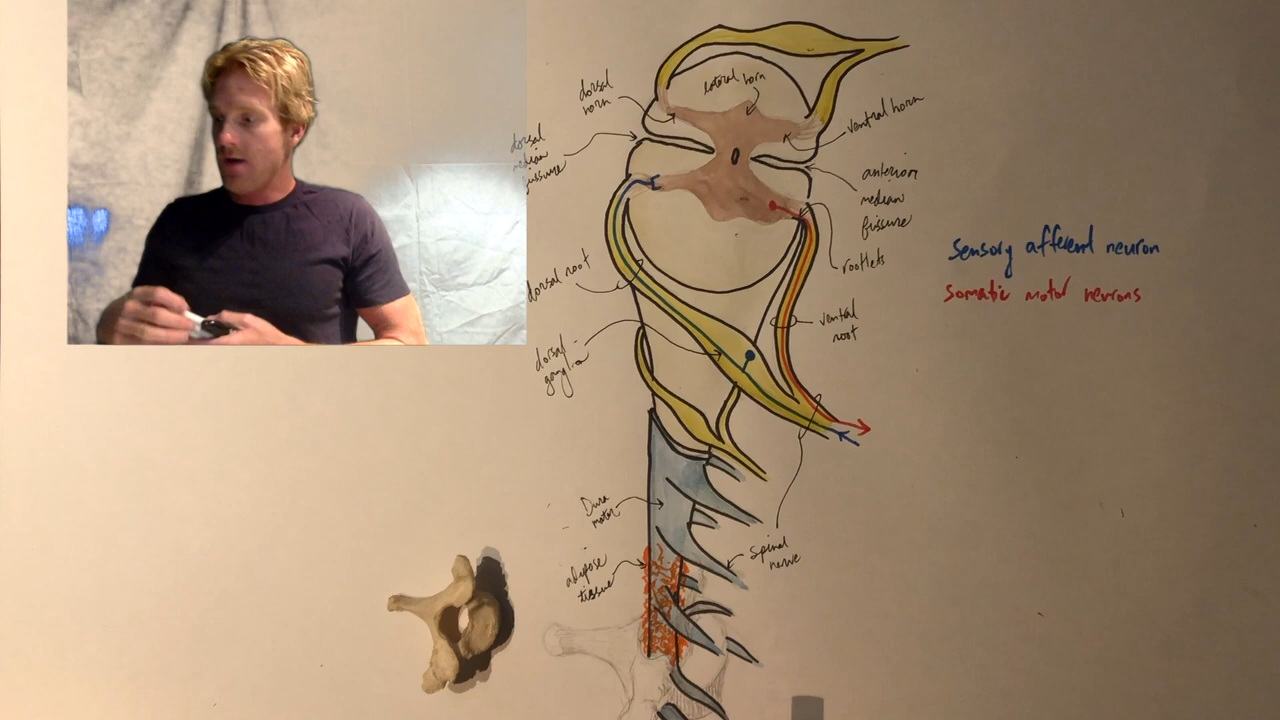 dorsal
horn
lateral horn
ventral horn
dorsal
median
fissure
anterior
median
fissure
rootlets
dorsal root
ventral
root
dorsal
ganglion
Sensory afferent neuron
somatic motor neurons
Dura
mater
adipose
tissue
spinal
nerve